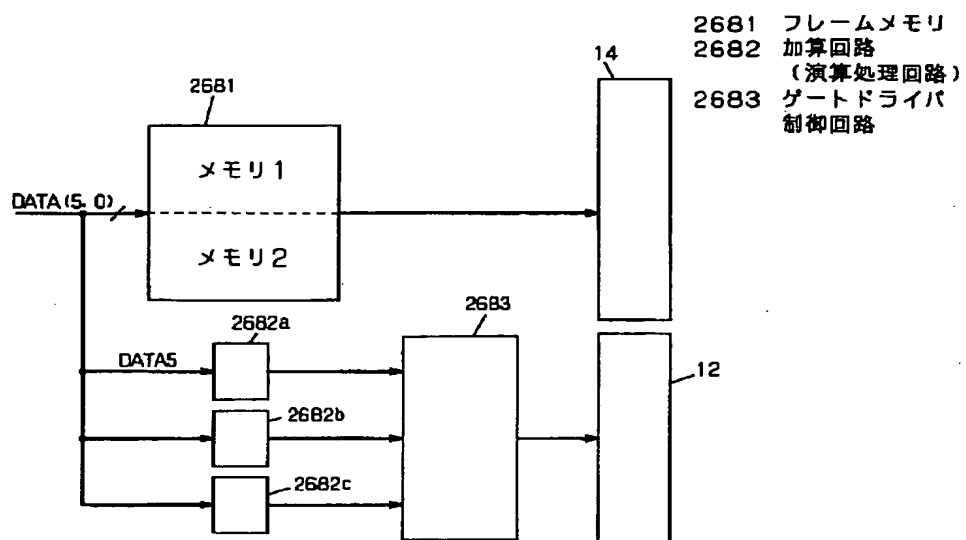 2681 フレームメモリ
2682 加算回路
(演算処理回路)
2683 ゲートドライバ
制御回路
14
2681
メモリ1
DATA(5. 0)
メモリ2
2683
2682a
DATA5
12
2682b
2682c